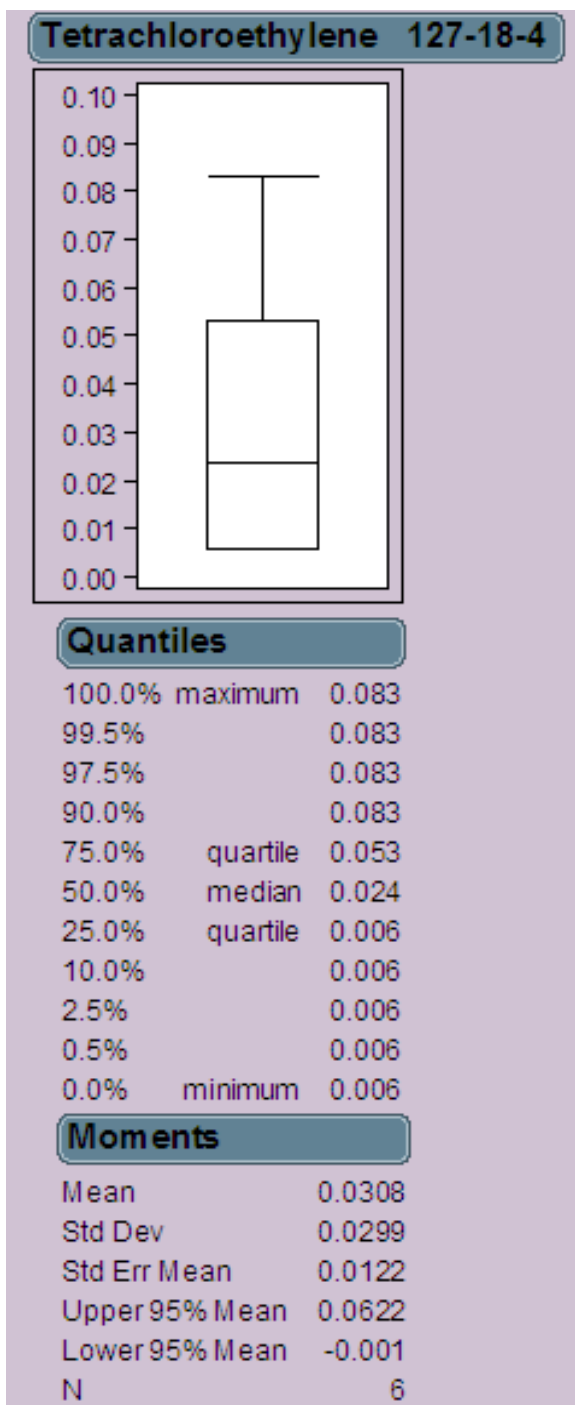 Tetrachloroethylene 127-18-4
0.10
0.09
0.08
0.07
0.06
0.05
0.04
0.03
0.02
0.01
0.00
Quantiles
100.0% maximum 0.083
99.5% 0.083
97.5% 0.083
90.0% 0.083
75.0% quartile 0.053
50.0% median 0.024
25.0% quartile 0.006
10.0% 0.006
2.5% 0.006
0.5% 0.006
0.0% minimum 0.006
Moments
Mean 0.0308
Std Dev 0.0299
Std Err Mean 0.0122
Upper 95% Mean 0.0622
Lower 95% Mean -0.001
N 6